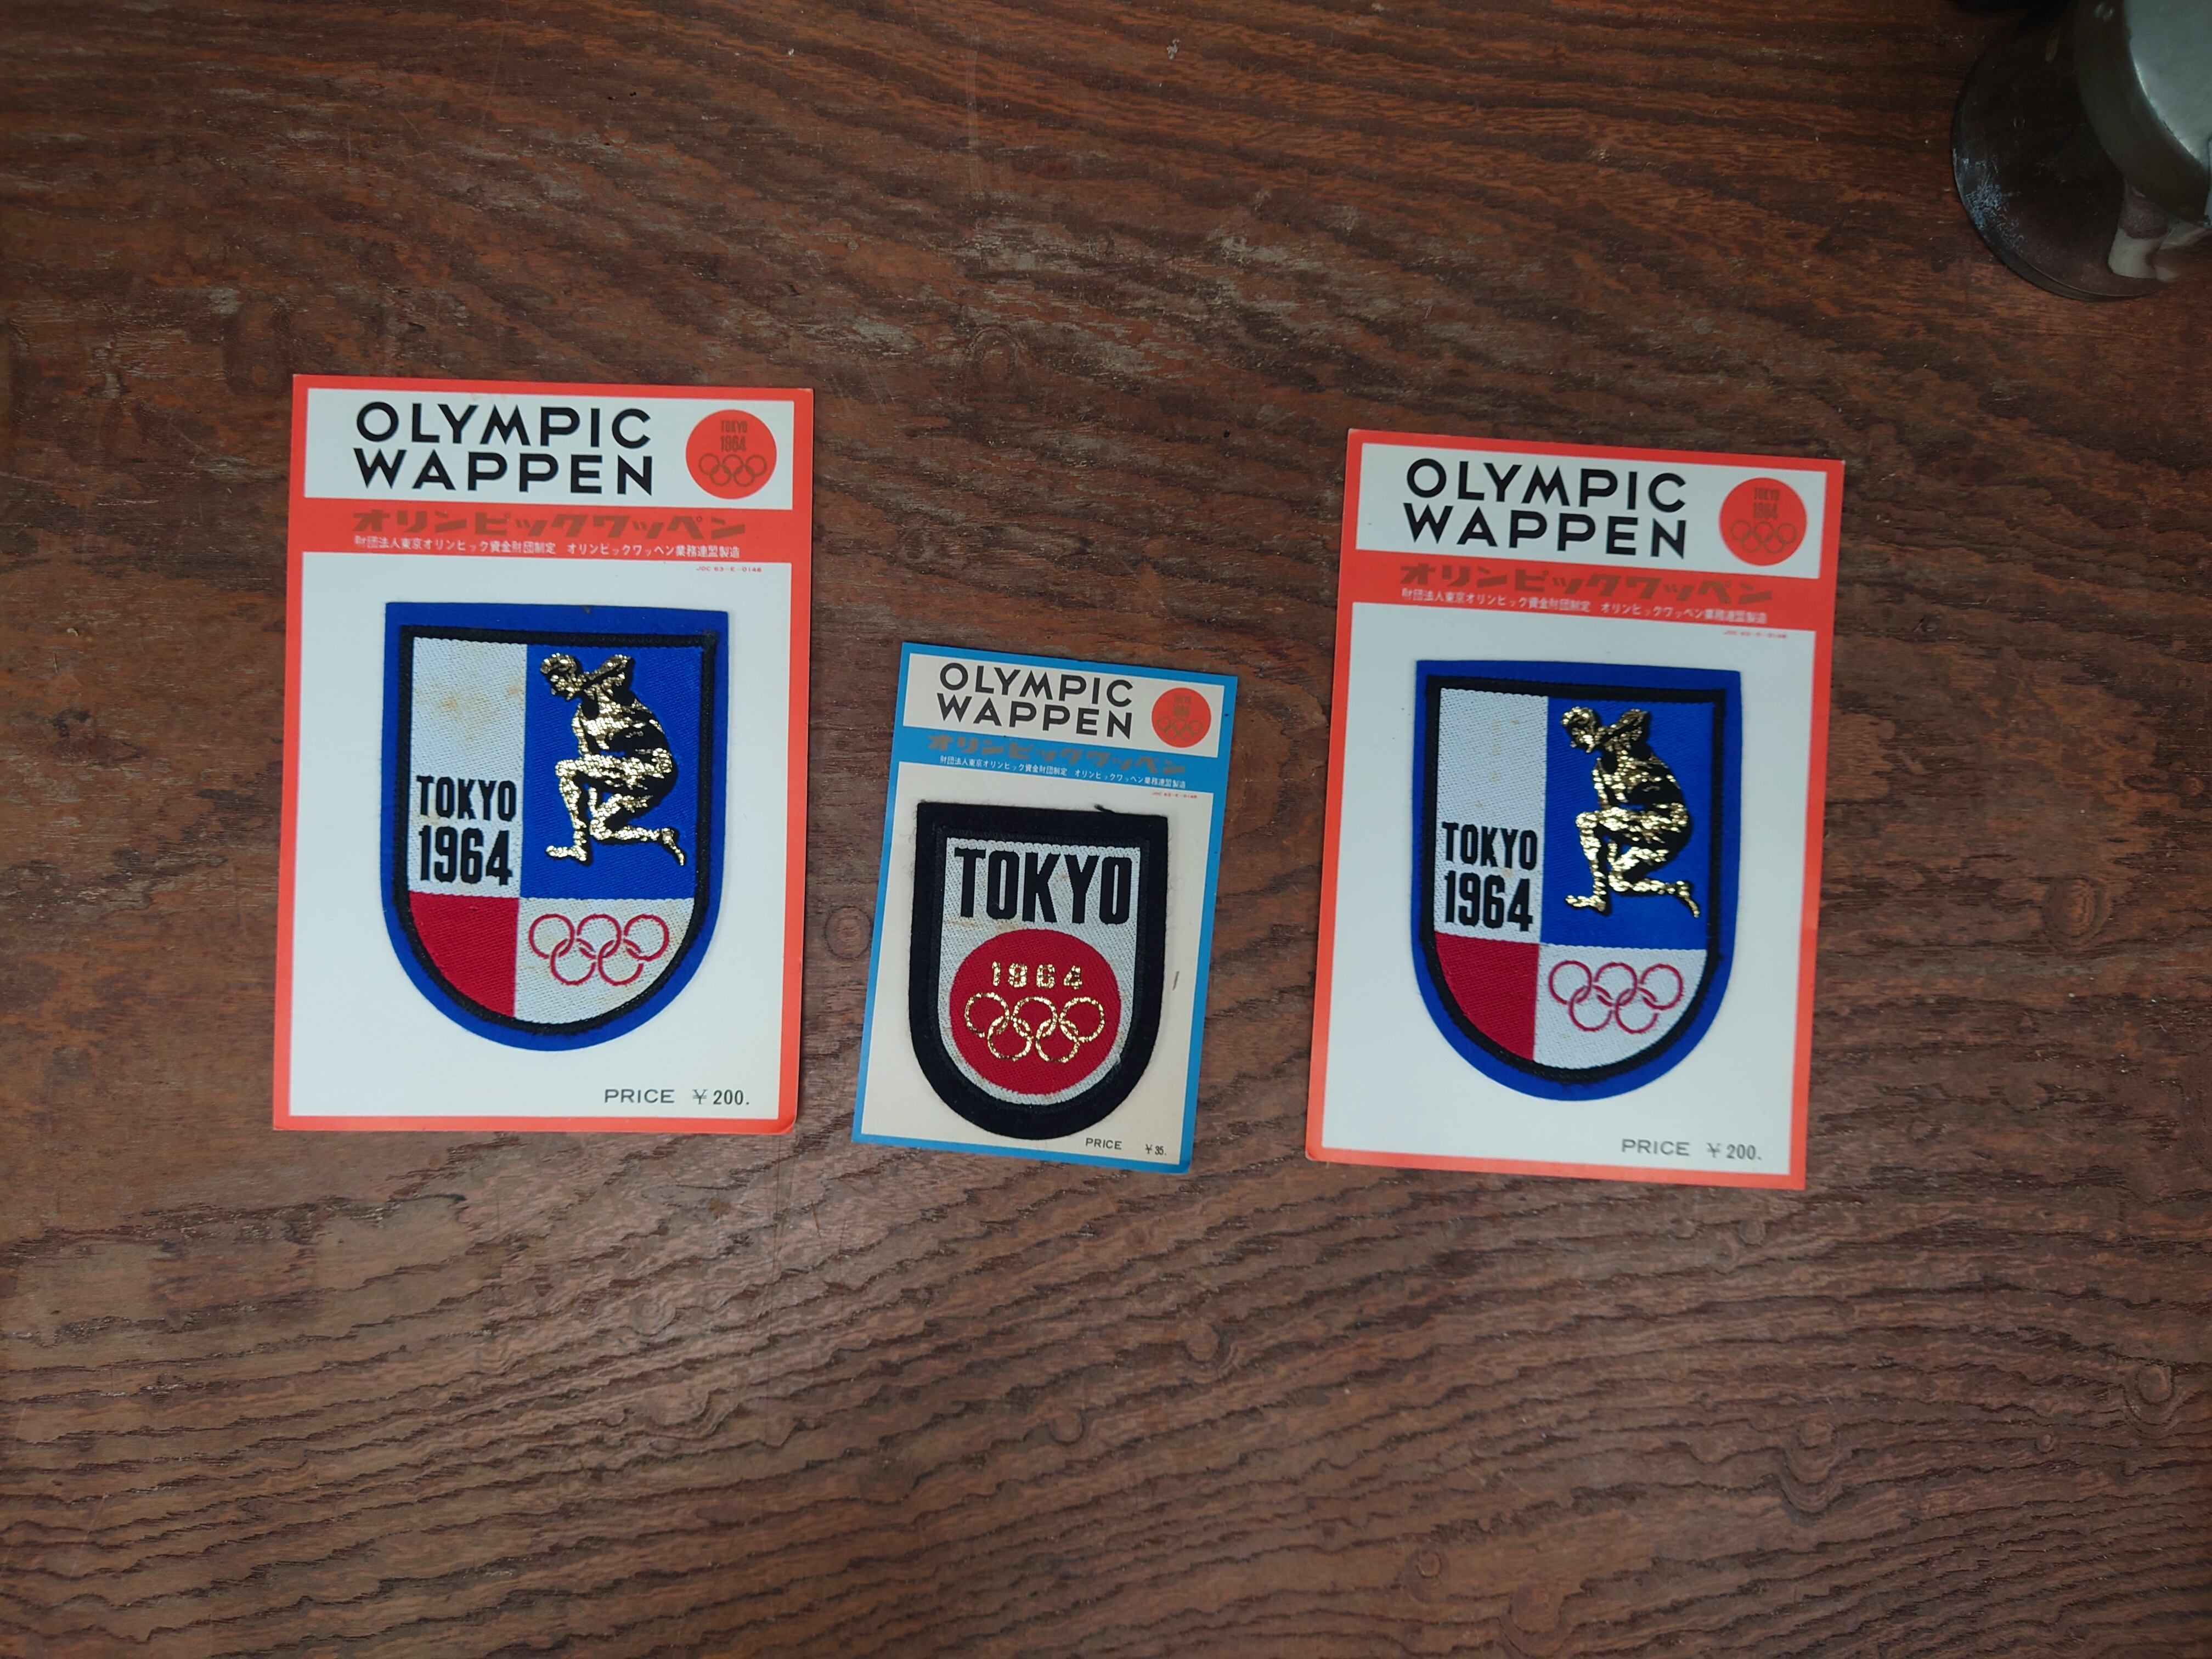 OLYMPIC
WAPPEN
TOKYO
1964
オリンピックワッペン
財団法人東京オリンピック資金財団制定 オリンピックワッペン業務連盟製造
JOC 63-K-0148
TOKYO
1964
PRICE ¥200.
OLYMPIC
WAPPEN
オリンピックワッペン
財団法人東京オリンピック資金財団制定 オリンピックワッペン業務連盟製造
TOKYO
1964
PRICE ¥35.
OLYMPIC
WAPPEN
TOKYO
1964
オリンピックワッペン
財団法人東京オリンピック資金財団制定 オリンピックワッペン業務連盟製造
TOKYO
1964
PRICE ¥200.